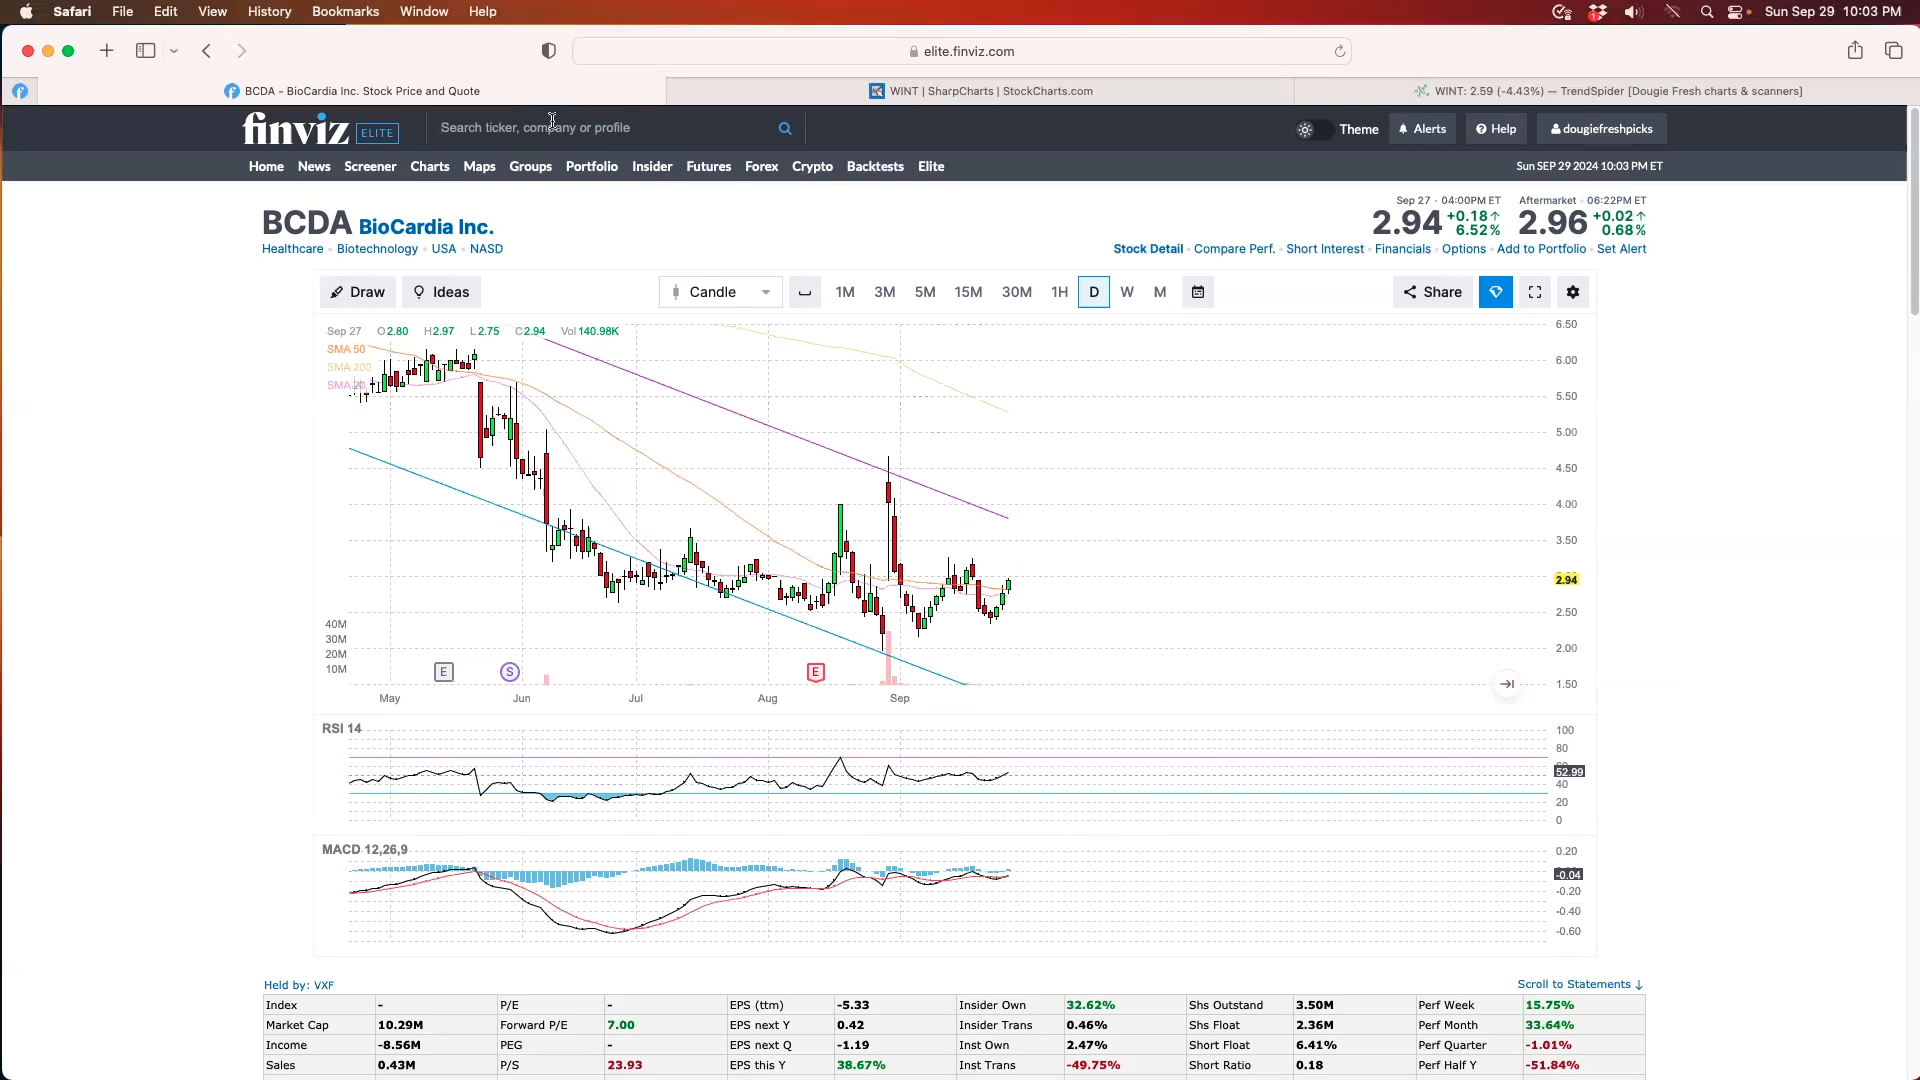 Safari File Edit View History Bookmarks Window Help
Sun Sep 29 10:03 PM
elite.finviz.com
BCDA - BioCardia Inc. Stock Price and Quote
WINT | SharpCharts | StockCharts.com
WINT: 2.59 (-4.43%) — TrendSpider [Dougie Fresh charts & scanners]
finviz ELITE
Search ticker, company or profile
Theme Alerts Help dougiefreshpicks
Home News Screener Charts Maps Groups Portfolio Insider Futures Forex Crypto Backtests Elite
Sun SEP 29 2024 10:03 PM ET
Sep 27 · 04:00PM ET Aftermarket · 06:22PM ET
BCDA BioCardia Inc.
2.94 +0.18 6.52% 2.96 +0.02 0.68%
Healthcare • Biotechnology • USA • NASD
Stock Detail • Compare Perf. • Short Interest • Financials • Options • Add to Portfolio • Set Alert
Draw Ideas Candle 1M 3M 5M 15M 30M 1H D W M Share
Sep 27 O2.80 H2.97 L2.75 C2.94 Vol 140.98K
SMA 50
SMA 200
SMA 20
6.50
6.00
5.50
5.00
4.50
4.00
3.50
2.94
2.50
2.00
1.50
40M
30M
20M
10M
E S E
May Jun Jul Aug Sep
RSI 14
100
80
52.99
40
20
0
MACD 12,26,9
0.20
-0.04
-0.20
-0.40
-0.60
Held by: VXF
Scroll to Statements ↓
Index - P/E - EPS (ttm) -5.33 Insider Own 32.62% Shs Outstand 3.50M Perf Week 15.75%
Market Cap 10.29M Forward P/E 7.00 EPS next Y 0.42 Insider Trans 0.46% Shs Float 2.36M Perf Month 33.64%
Income -8.56M PEG - EPS next Q -1.19 Inst Own 2.47% Short Float 6.41% Perf Quarter -1.01%
Sales 0.43M P/S 23.93 EPS this Y 38.67% Inst Trans -49.75% Short Ratio 0.18 Perf Half Y -51.84%